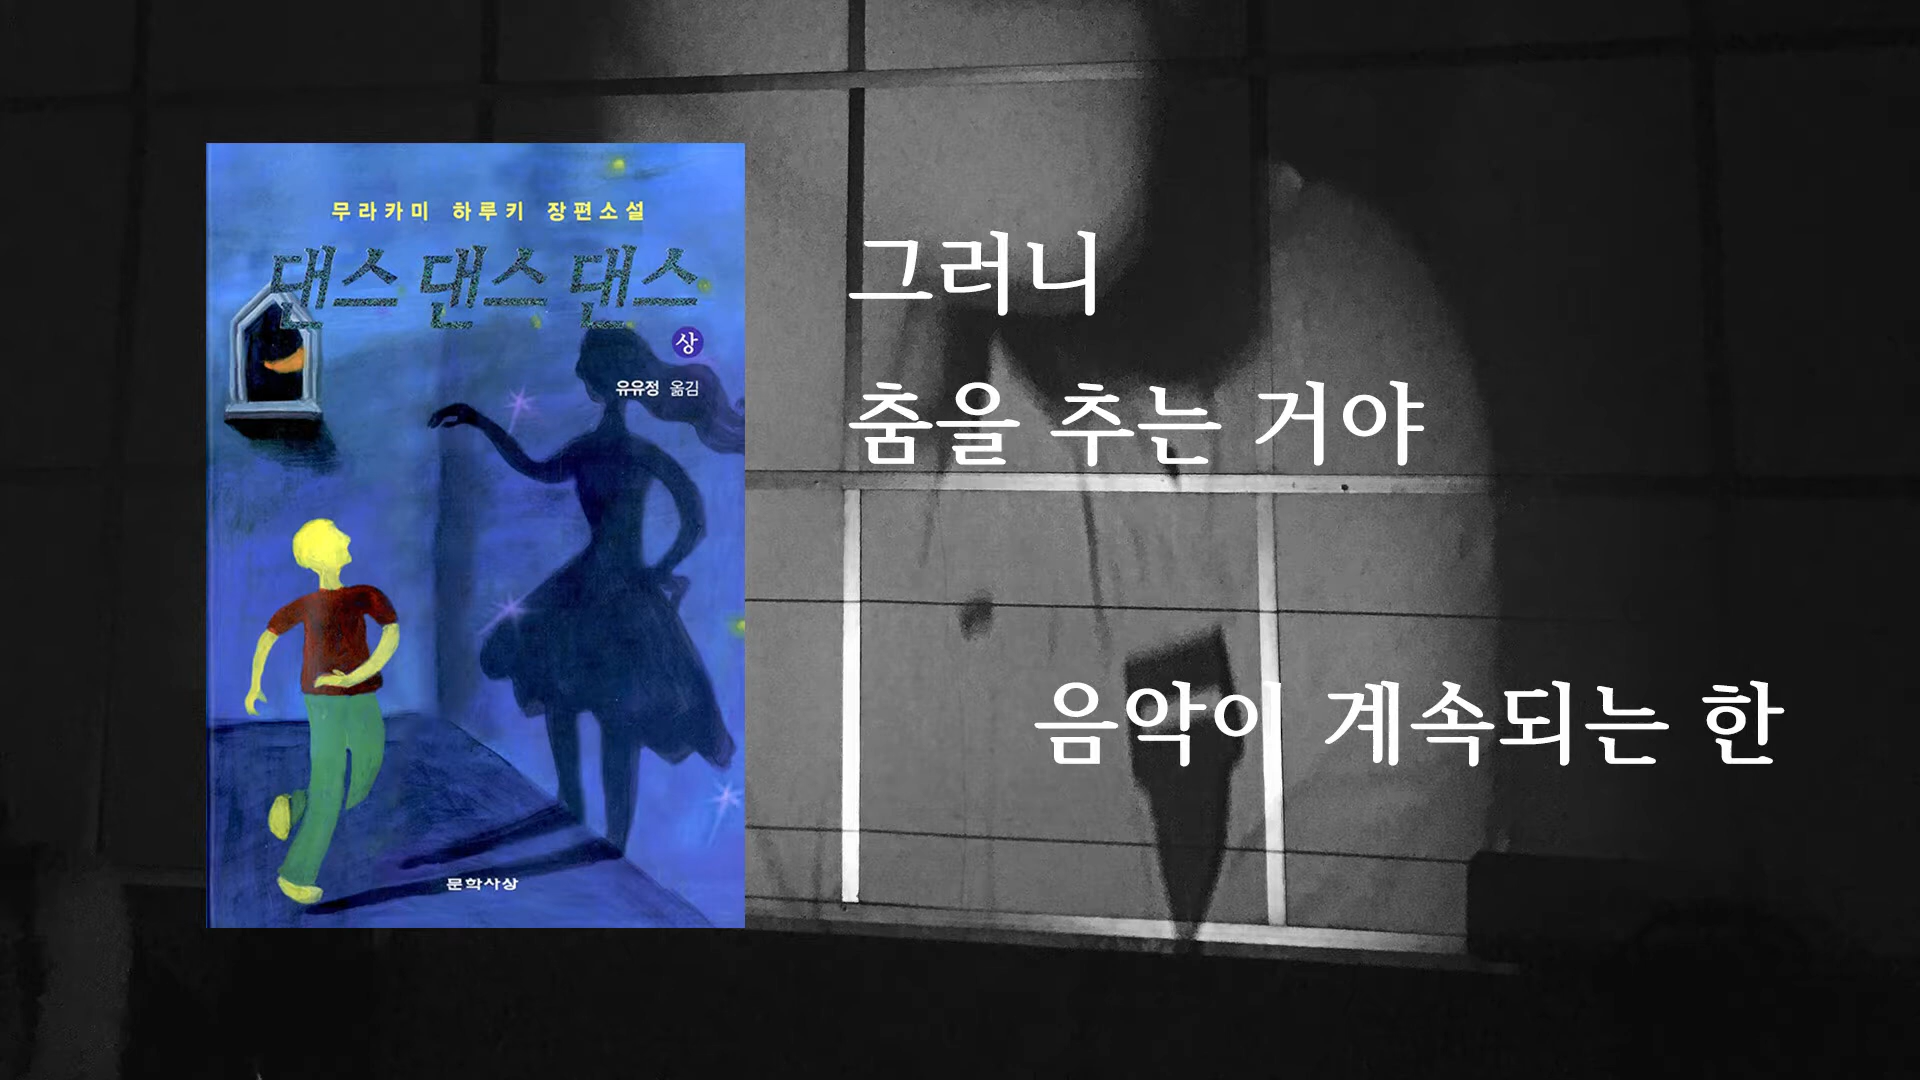 무라카미 하루키 장편소설
댄스 댄스 댄스
상
유유정 옮김
문학사상
그러니
춤을 추는 거야
음악이 계속되는 한